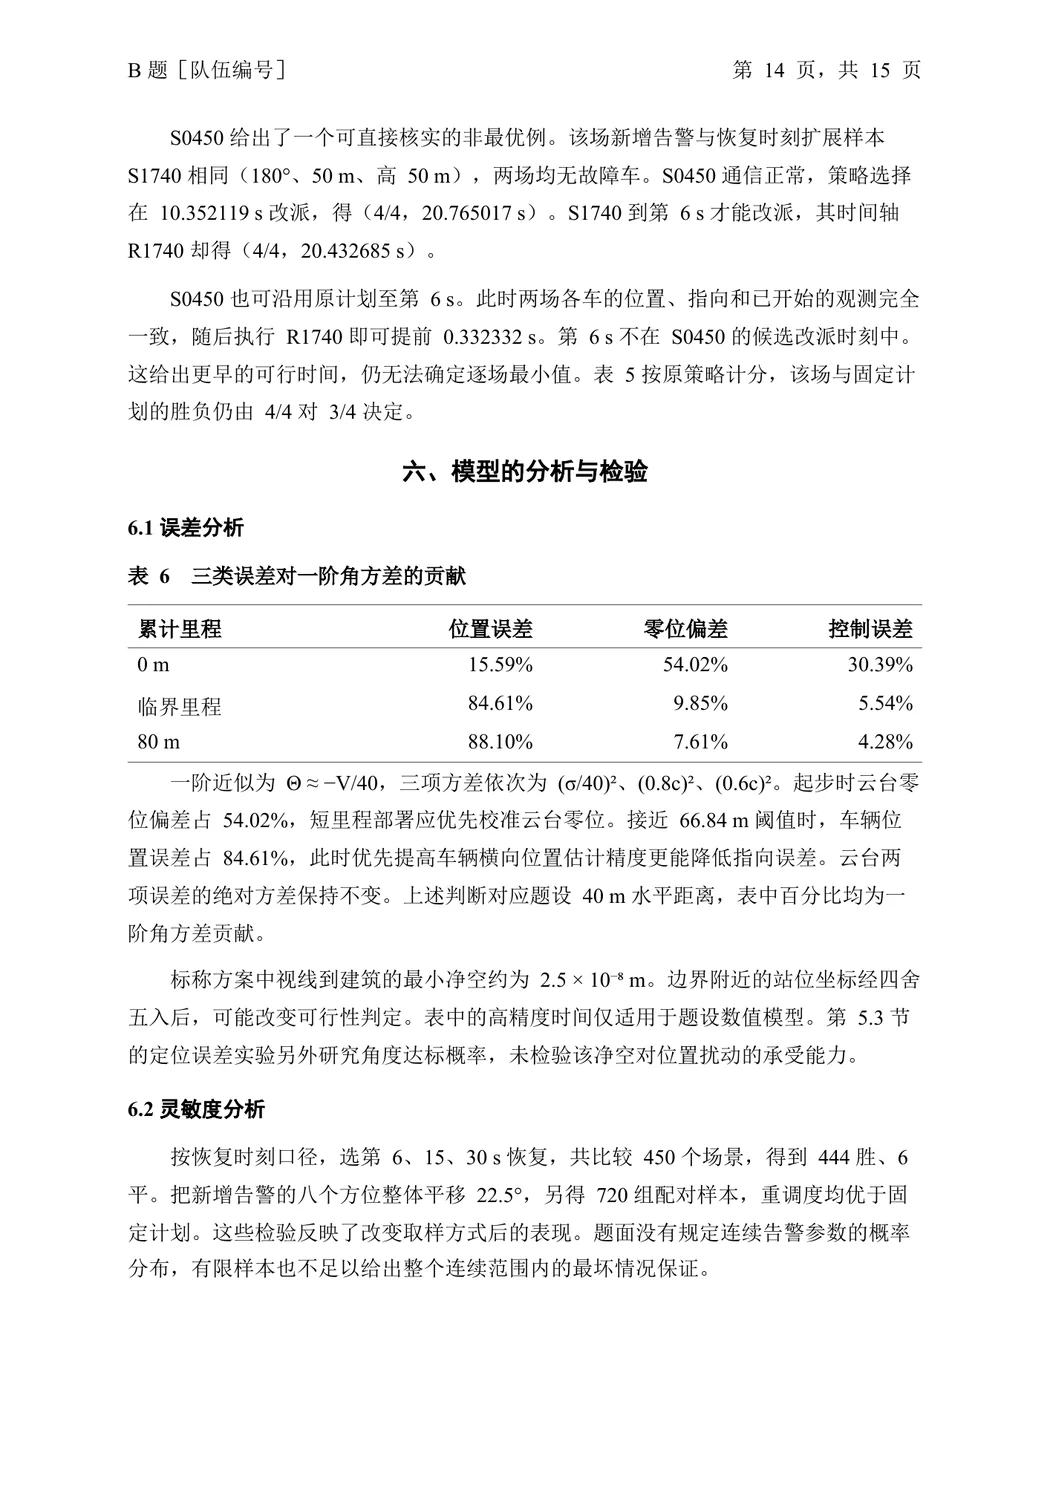 B 题［队伍编号］ 第 14 页，共 15 页
S0450 给出了一个可直接核实的非最优例。该场新增告警与恢复时刻扩展样本
S1740 相同（180°、50 m、高 50 m），两场均无故障车。S0450 通信正常，策略选择
在 10.352119 s 改派，得（4/4，20.765017 s）。S1740 到第 6 s 才能改派，其时间轴
R1740 却得（4/4，20.432685 s）。
S0450 也可沿用原计划至第 6 s。此时两场各车的位置、指向和已开始的观测完全
一致，随后执行 R1740 即可提前 0.332332 s。第 6 s 不在 S0450 的候选改派时刻中。
这给出更早的可行时间，仍无法确定逐场最小值。表 5 按原策略计分，该场与固定计
划的胜负仍由 4/4 对 3/4 决定。
六、模型的分析与检验
6.1 误差分析
表 6 三类误差对一阶角方差的贡献
累计里程 位置误差 零位偏差 控制误差
0 m 15.59% 54.02% 30.39%
临界里程 84.61% 9.85% 5.54%
80 m 88.10% 7.61% 4.28%
一阶近似为 Θ ≈ −V/40，三项方差依次为 (σ/40)²、(0.8c)²、(0.6c)²。起步时云台零
位偏差占 54.02%，短里程部署应优先校准云台零位。接近 66.84 m 阈值时，车辆位
置误差占 84.61%，此时优先提高车辆横向位置估计精度更能降低指向误差。云台两
项误差的绝对方差保持不变。上述判断对应题设 40 m 水平距离，表中百分比均为一
阶角方差贡献。
标称方案中视线到建筑的最小净空约为 2.5 × 10⁻⁸ m。边界附近的站位坐标经四舍
五入后，可能改变可行性判定。表中的高精度时间仅适用于题设数值模型。第 5.3 节
的定位误差实验另外研究角度达标概率，未检验该净空对位置扰动的承受能力。
6.2 灵敏度分析
按恢复时刻口径，选第 6、15、30 s 恢复，共比较 450 个场景，得到 444 胜、6
平。把新增告警的八个方位整体平移 22.5°，另得 720 组配对样本，重调度均优于固
定计划。这些检验反映了改变取样方式后的表现。题面没有规定连续告警参数的概率
分布，有限样本也不足以给出整个连续范围内的最坏情况保证。